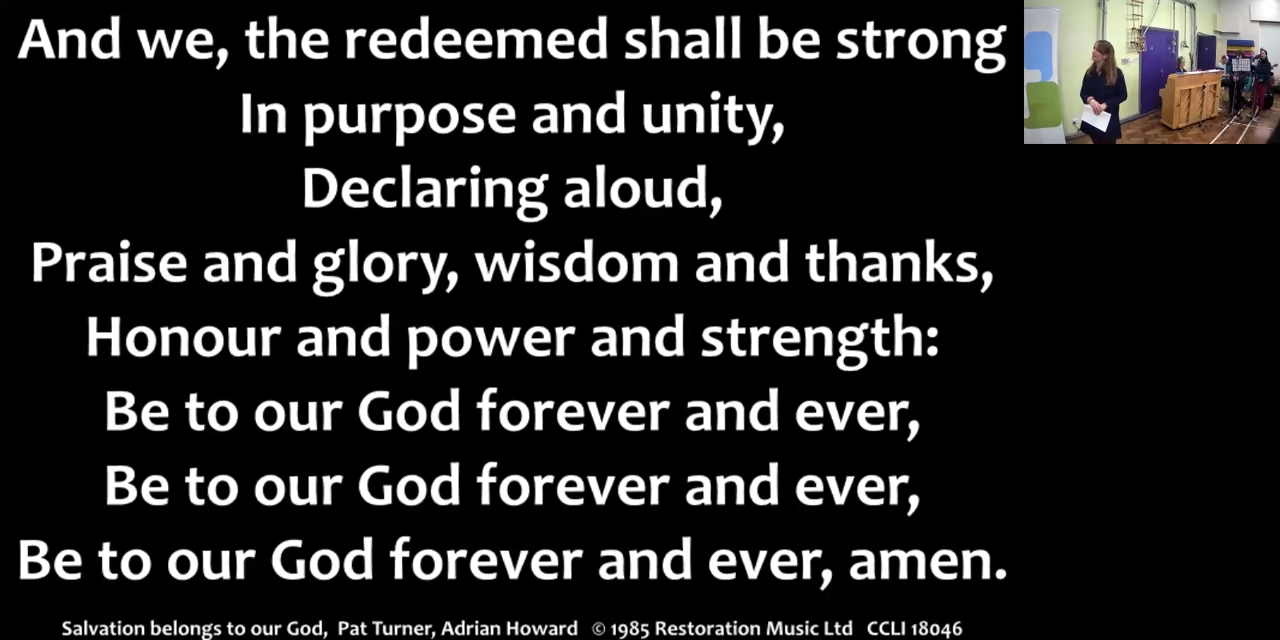 And we, the redeemed shall be strong
In purpose and unity,
Declaring aloud,
Praise and glory, wisdom and thanks,
Honour and power and strength:
Be to our God forever and ever,
Be to our God forever and ever,
Be to our God forever and ever, amen.
Salvation belongs to our God, Pat Turner, Adrian Howard © 1985 Restoration Music Ltd CCLI 18046